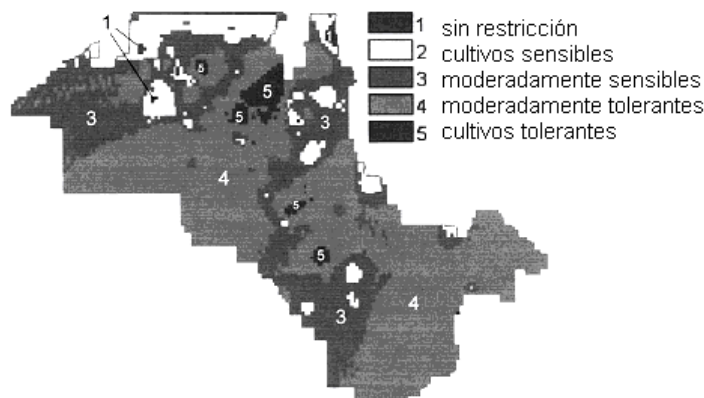 1
1 sin restricción
2 cultivos sensibles
3 moderadamente sensibles
4 moderadamente tolerantes
5 cultivos tolerantes
5
5
5
3
3
4
5
5
3
4